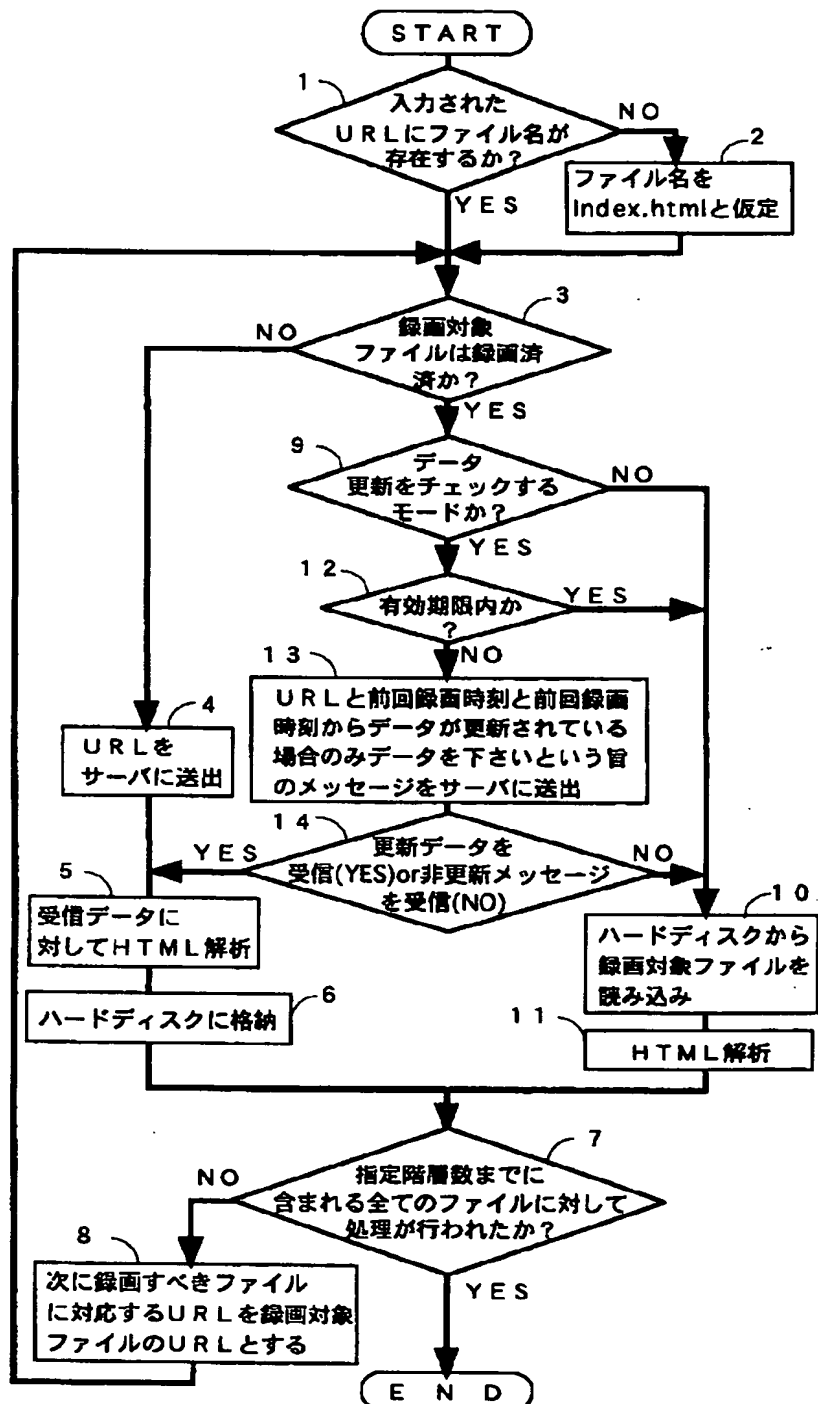 ＳＴＡＲＴ
１
入力された
ＵＲＬにファイル名が
存在するか？
ＮＯ
２
ファイル名を
Index.htmlと仮定
ＹＥＳ
３
ＮＯ
録画対象
ファイルは録画済
済か？
ＹＥＳ
９
データ
更新をチェックする
モードか？
ＮＯ
ＹＥＳ
１２
有効期限内か
？
ＹＥＳ
ＮＯ
１３
ＵＲＬと前回録画時刻と前回録画
時刻からデータが更新されている
場合のみデータを下さいという旨
のメッセージをサーバに送出
４
ＵＲＬを
サーバに送出
１４
ＹＥＳ
更新データを
受信(YES)or非更新メッセージ
を受信(NO)
ＮＯ
５
受信データに
対してＨＴＭＬ解析
１０
ハードディスクから
録画対象ファイルを
読み込み
６
ハードディスクに格納
１１
ＨＴＭＬ解析
７
ＮＯ
指定階層数までに
含まれる全てのファイルに対して
処理が行われたか？
８
次に録画すべきファイル
に対応するＵＲＬを録画対象
ファイルのＵＲＬとする
ＹＥＳ
ＥＮＤ